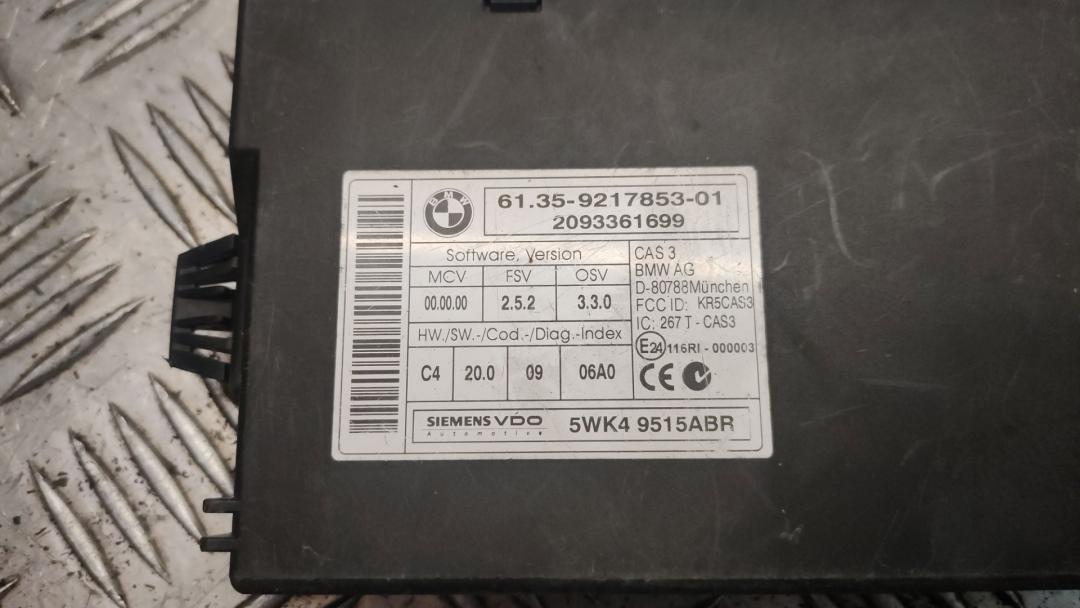 BMW
61.35-9217853-01
2093361699
Software, Version
MCV FSV OSV
00.00.00 2.5.2 3.3.0
HW./SW.-/Cod.-/Diag.-Index
C4 20.0 09 06A0
CAS 3
BMW AG
D-80788München
FCC ID: KR5CAS3
IC: 267 T - CAS3
E24 116RI - 000003
CE
SIEMENS VDO
Automotive
5WK4 9515ABR